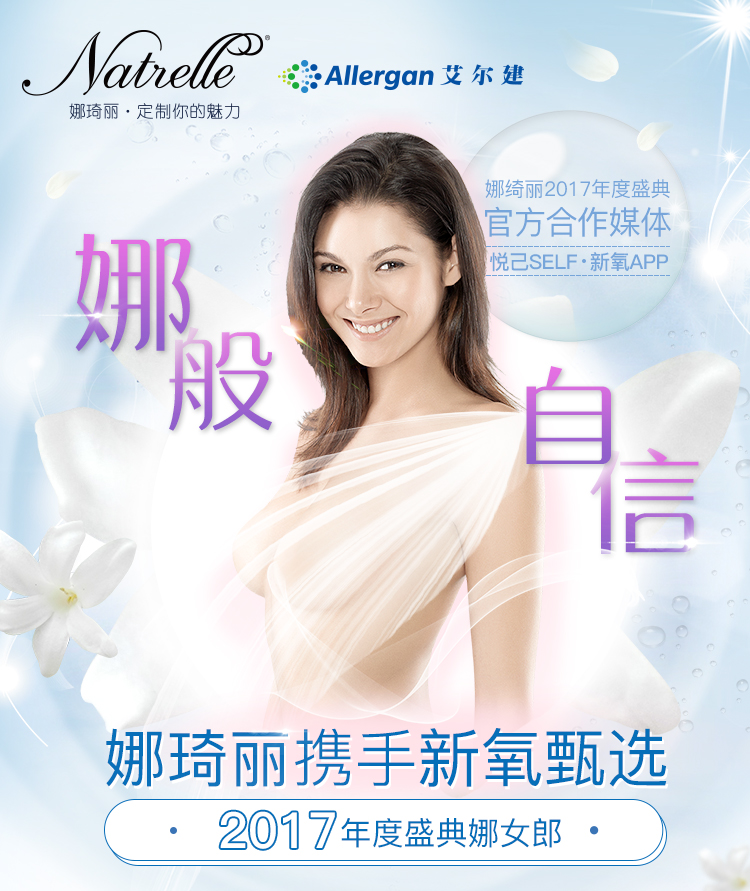 Natrelle®
娜琦丽·定制你的魅力
Allergan 艾尔建
娜绮丽2017年度盛典
官方合作媒体
悦己SELF·新氧APP
娜般
自信
娜琦丽携手新氧甄选
· 2017年度盛典娜女郎 ·